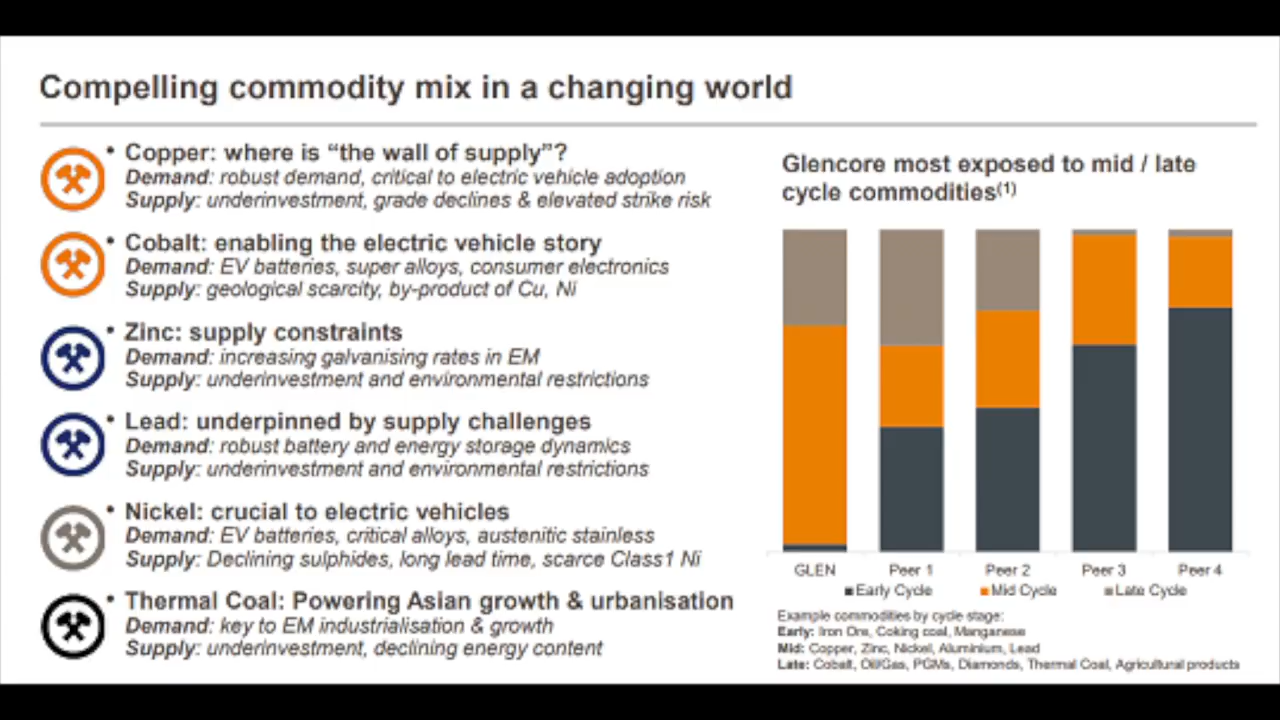 Compelling commodity mix in a changing world
• Copper: where is “the wall of supply”?
Demand: robust demand, critical to electric vehicle adoption
Supply: underinvestment, grade declines & elevated strike risk
• Cobalt: enabling the electric vehicle story
Demand: EV batteries, super alloys, consumer electronics
Supply: geological scarcity, by-product of Cu, Ni
• Zinc: supply constraints
Demand: increasing galvanising rates in EM
Supply: underinvestment and environmental restrictions
• Lead: underpinned by supply challenges
Demand: robust battery and energy storage dynamics
Supply: underinvestment and environmental restrictions
• Nickel: crucial to electric vehicles
Demand: EV batteries, critical alloys, austenitic stainless
Supply: Declining sulphides, long lead time, scarce Class1 Ni
• Thermal Coal: Powering Asian growth & urbanisation
Demand: key to EM industrialisation & growth
Supply: underinvestment, declining energy content
Glencore most exposed to mid / late
cycle commodities(1)
GLEN Peer 1 Peer 2 Peer 3 Peer 4
Early Cycle Mid Cycle Late Cycle
Example commodities by cycle stage:
Early: Iron Ore, Coking coal, Manganese
Mid: Copper, Zinc, Nickel, Aluminium, Lead
Late: Cobalt, Oil/Gas, PGMs, Diamonds, Thermal Coal, Agricultural products